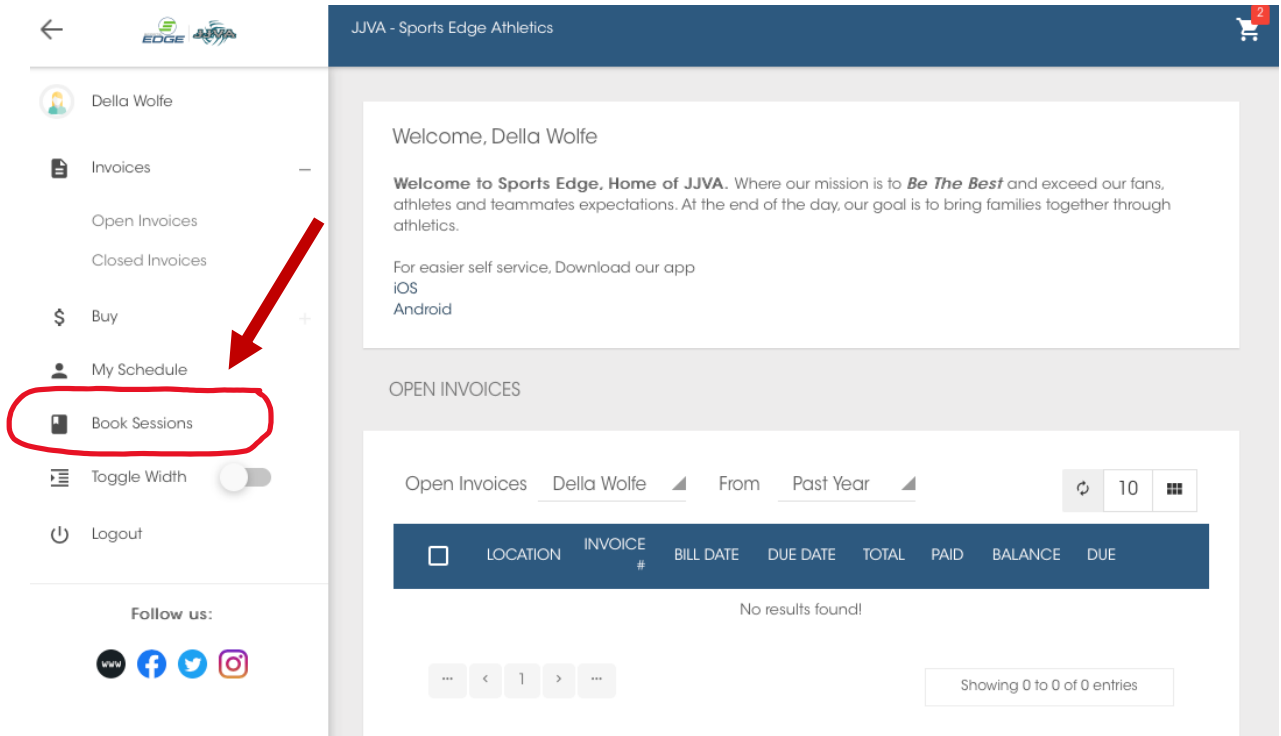 EDGE JJVA
JJVA - Sports Edge Athletics
2
Della Wolfe
Invoices
Open Invoices
Closed Invoices
$ Buy
My Schedule
Book Sessions
Toggle Width
Logout
Follow us:
www
Welcome, Della Wolfe
Welcome to Sports Edge, Home of JJVA. Where our mission is to Be The Best and exceed our fans,
athletes and teammates expectations. At the end of the day, our goal is to bring families together through
athletics.
For easier self service, Download our app
iOS
Android
OPEN INVOICES
Open Invoices Della Wolfe From Past Year 10
LOCATION INVOICE # BILL DATE DUE DATE TOTAL PAID BALANCE DUE
No results found!
... < 1 > ...
Showing 0 to 0 of 0 entries